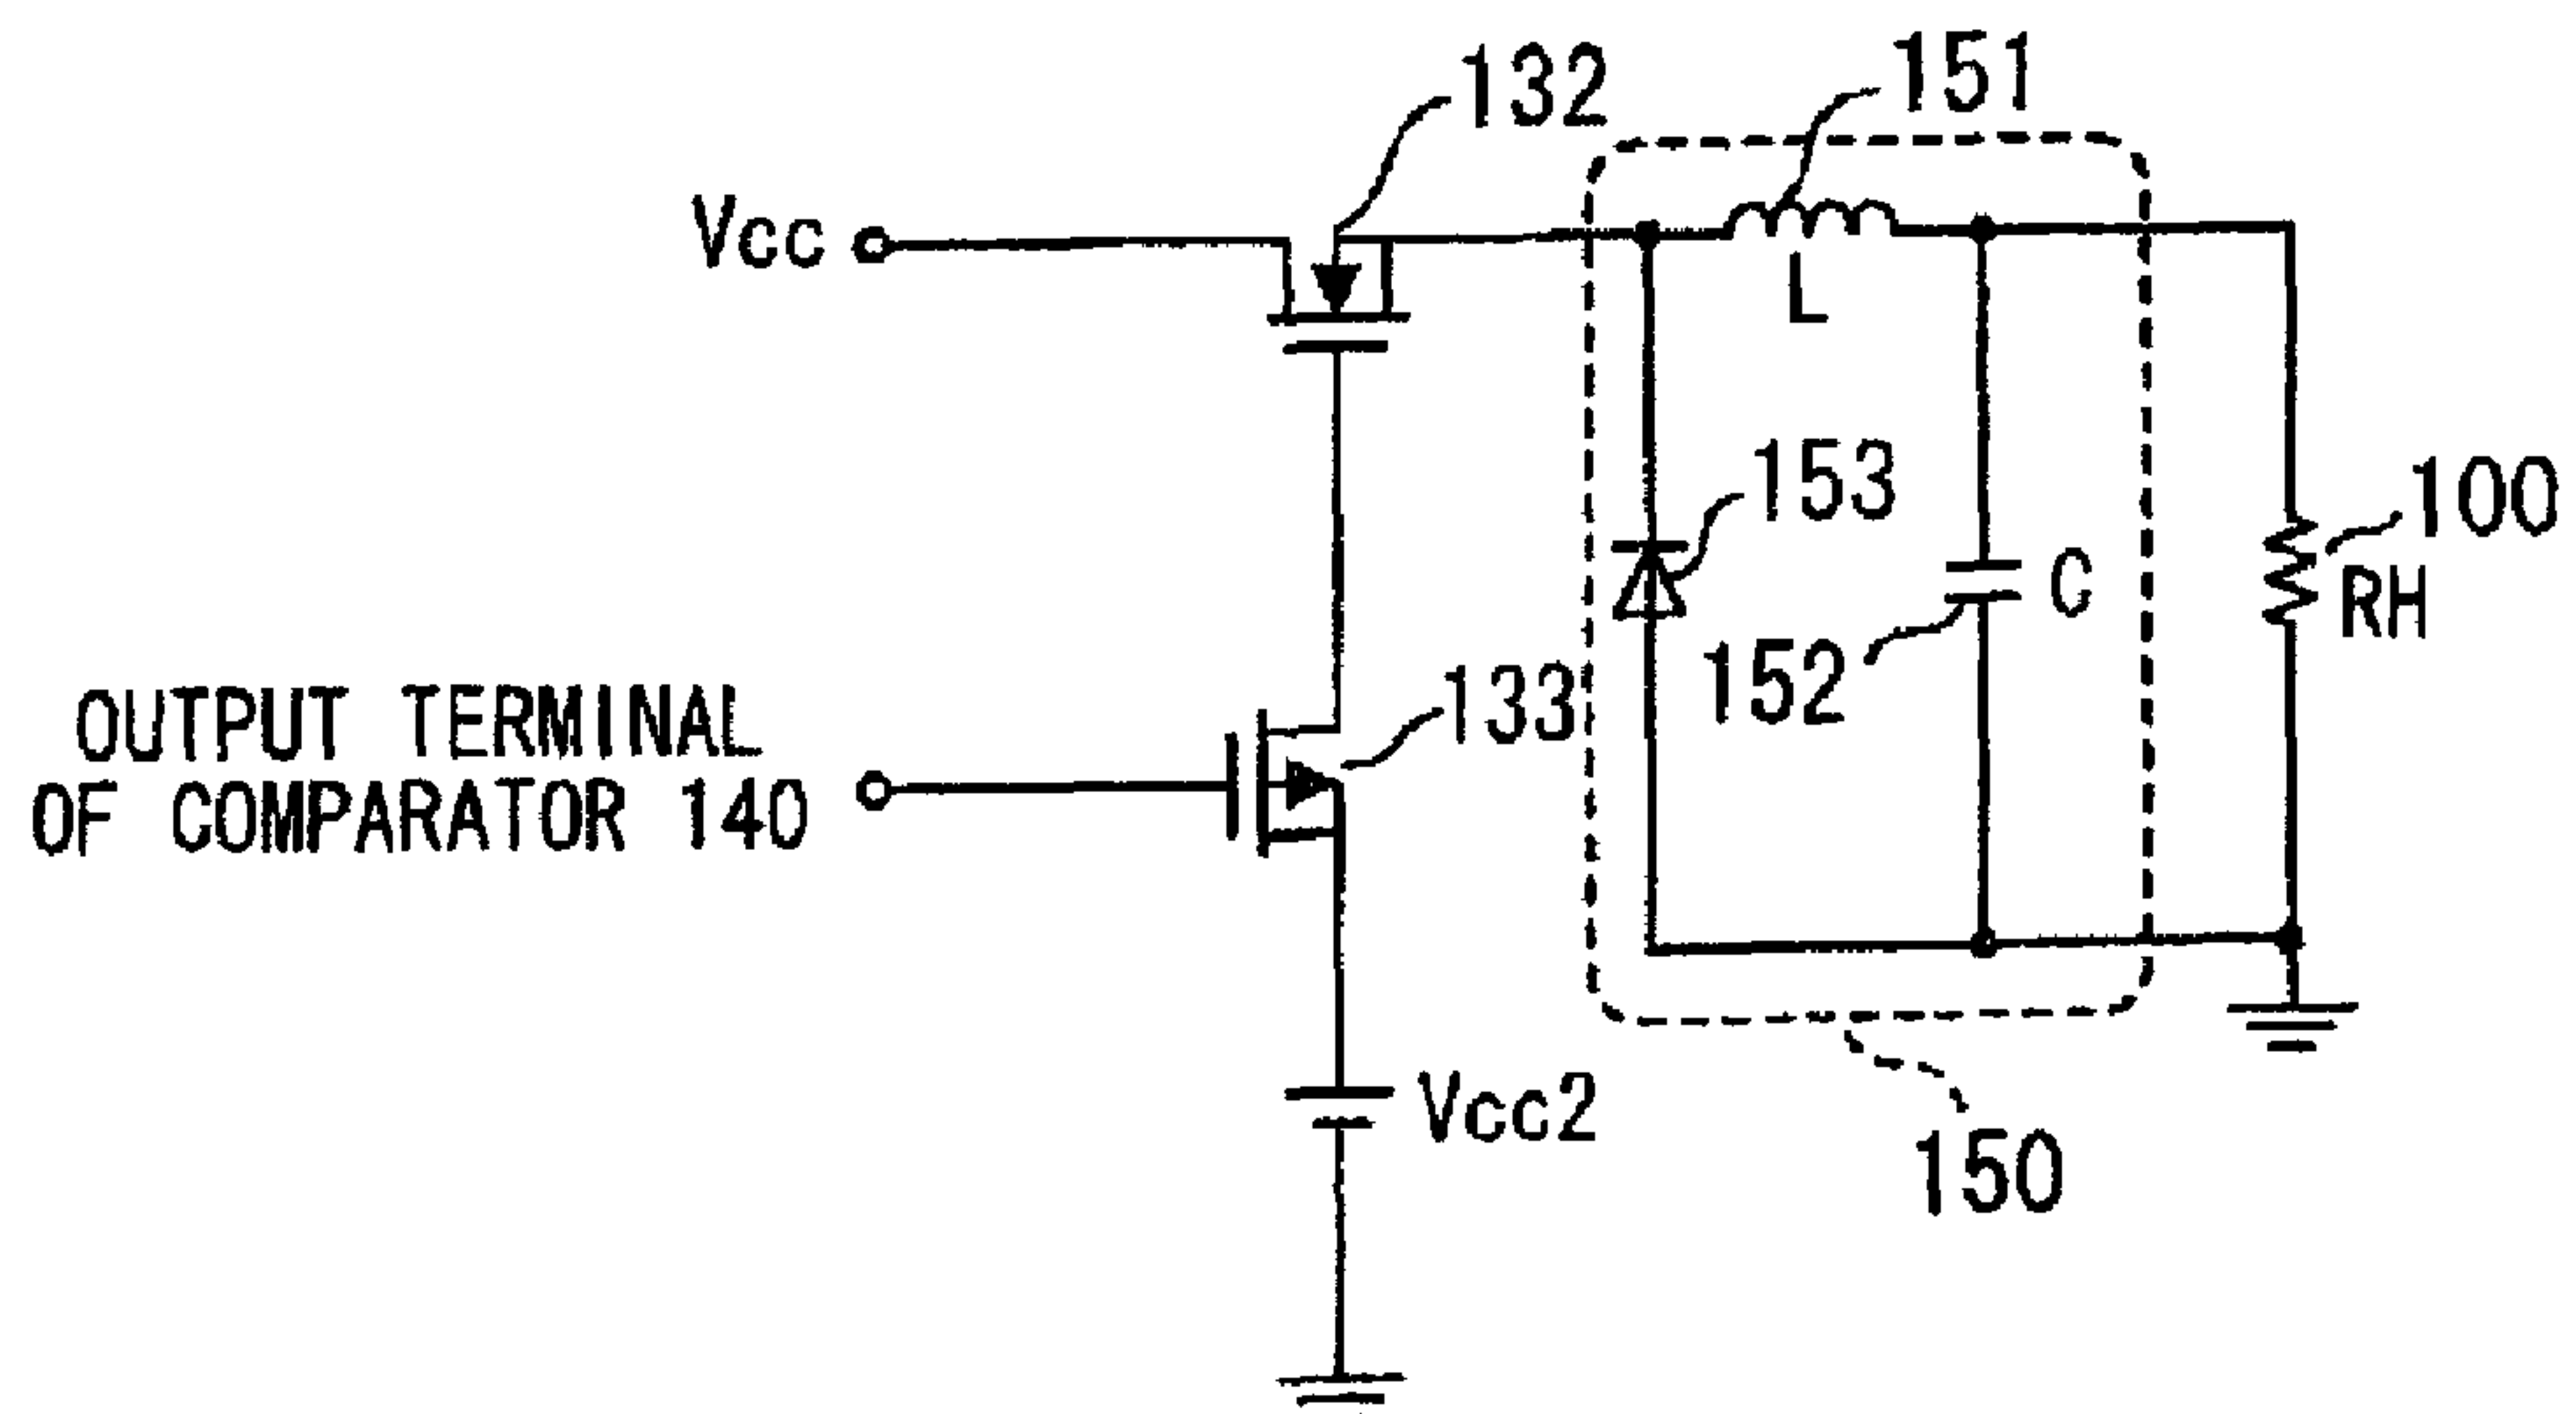 132
151
Vcc
L
153
100
C
RH
152
133
OUTPUT TERMINAL
OF COMPARATOR 140
Vcc2
150